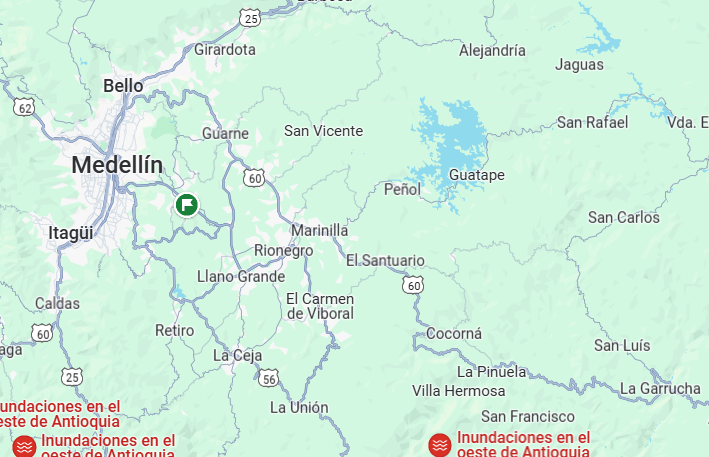 Barbosa
25
Girardota
Alejandría
Jaguas
Bello
62
Guarne
San Vicente
San Rafael
Vda. E
Medellín
60
Peñol
Guatape
San Carlos
Itagüi
Marinilla
Rionegro
El Santuario
Llano Grande
60
Caldas
El Carmen
de Viboral
60
Retiro
Cocorná
aga
La Ceja
San Luís
25
56
La Pinuela
Villa Hermosa
La Garrucha
La Unión
San Francisco
undaciones en el
este de Antioquia
Inundaciones en el
oeste de Antioquia
Inundaciones en el
oeste de Antioquia